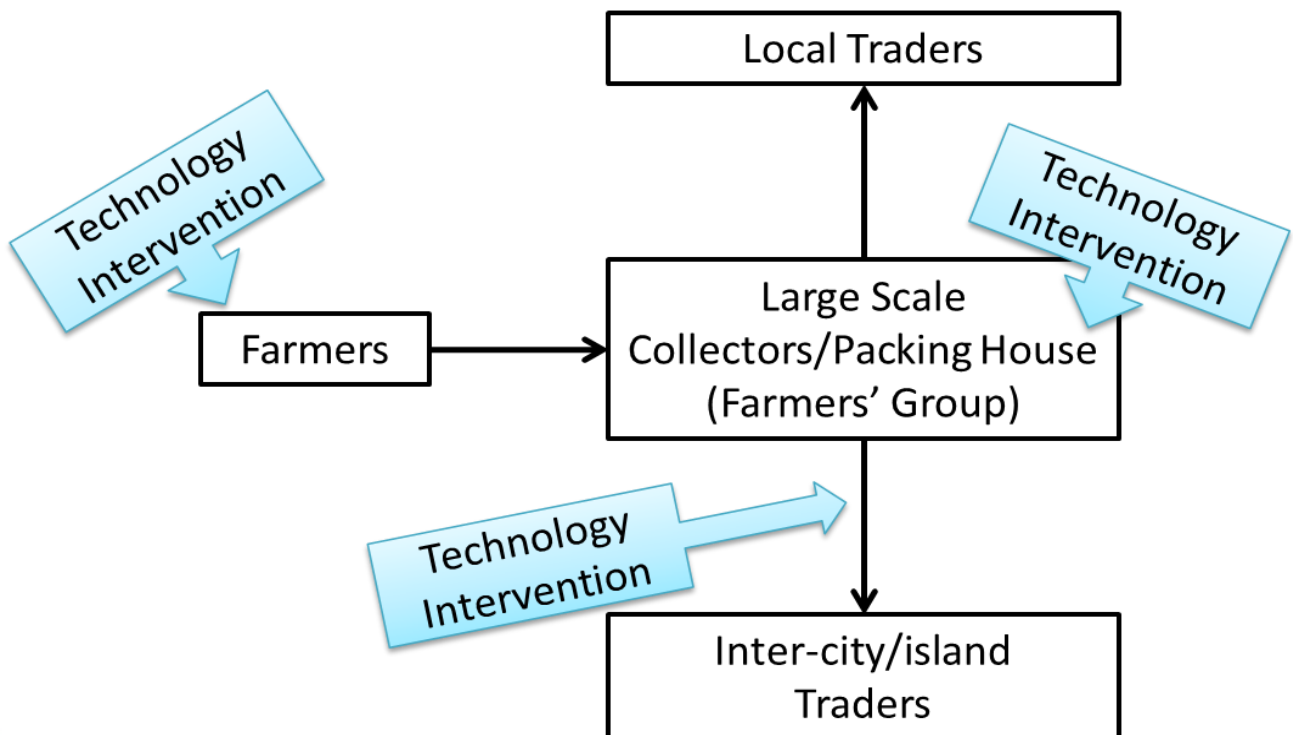 Local Traders
Technology
Intervention
Technology
Intervention
Farmers
Large Scale
Collectors/Packing House
(Farmers’ Group)
Technology
Intervention
Inter-city/island
Traders